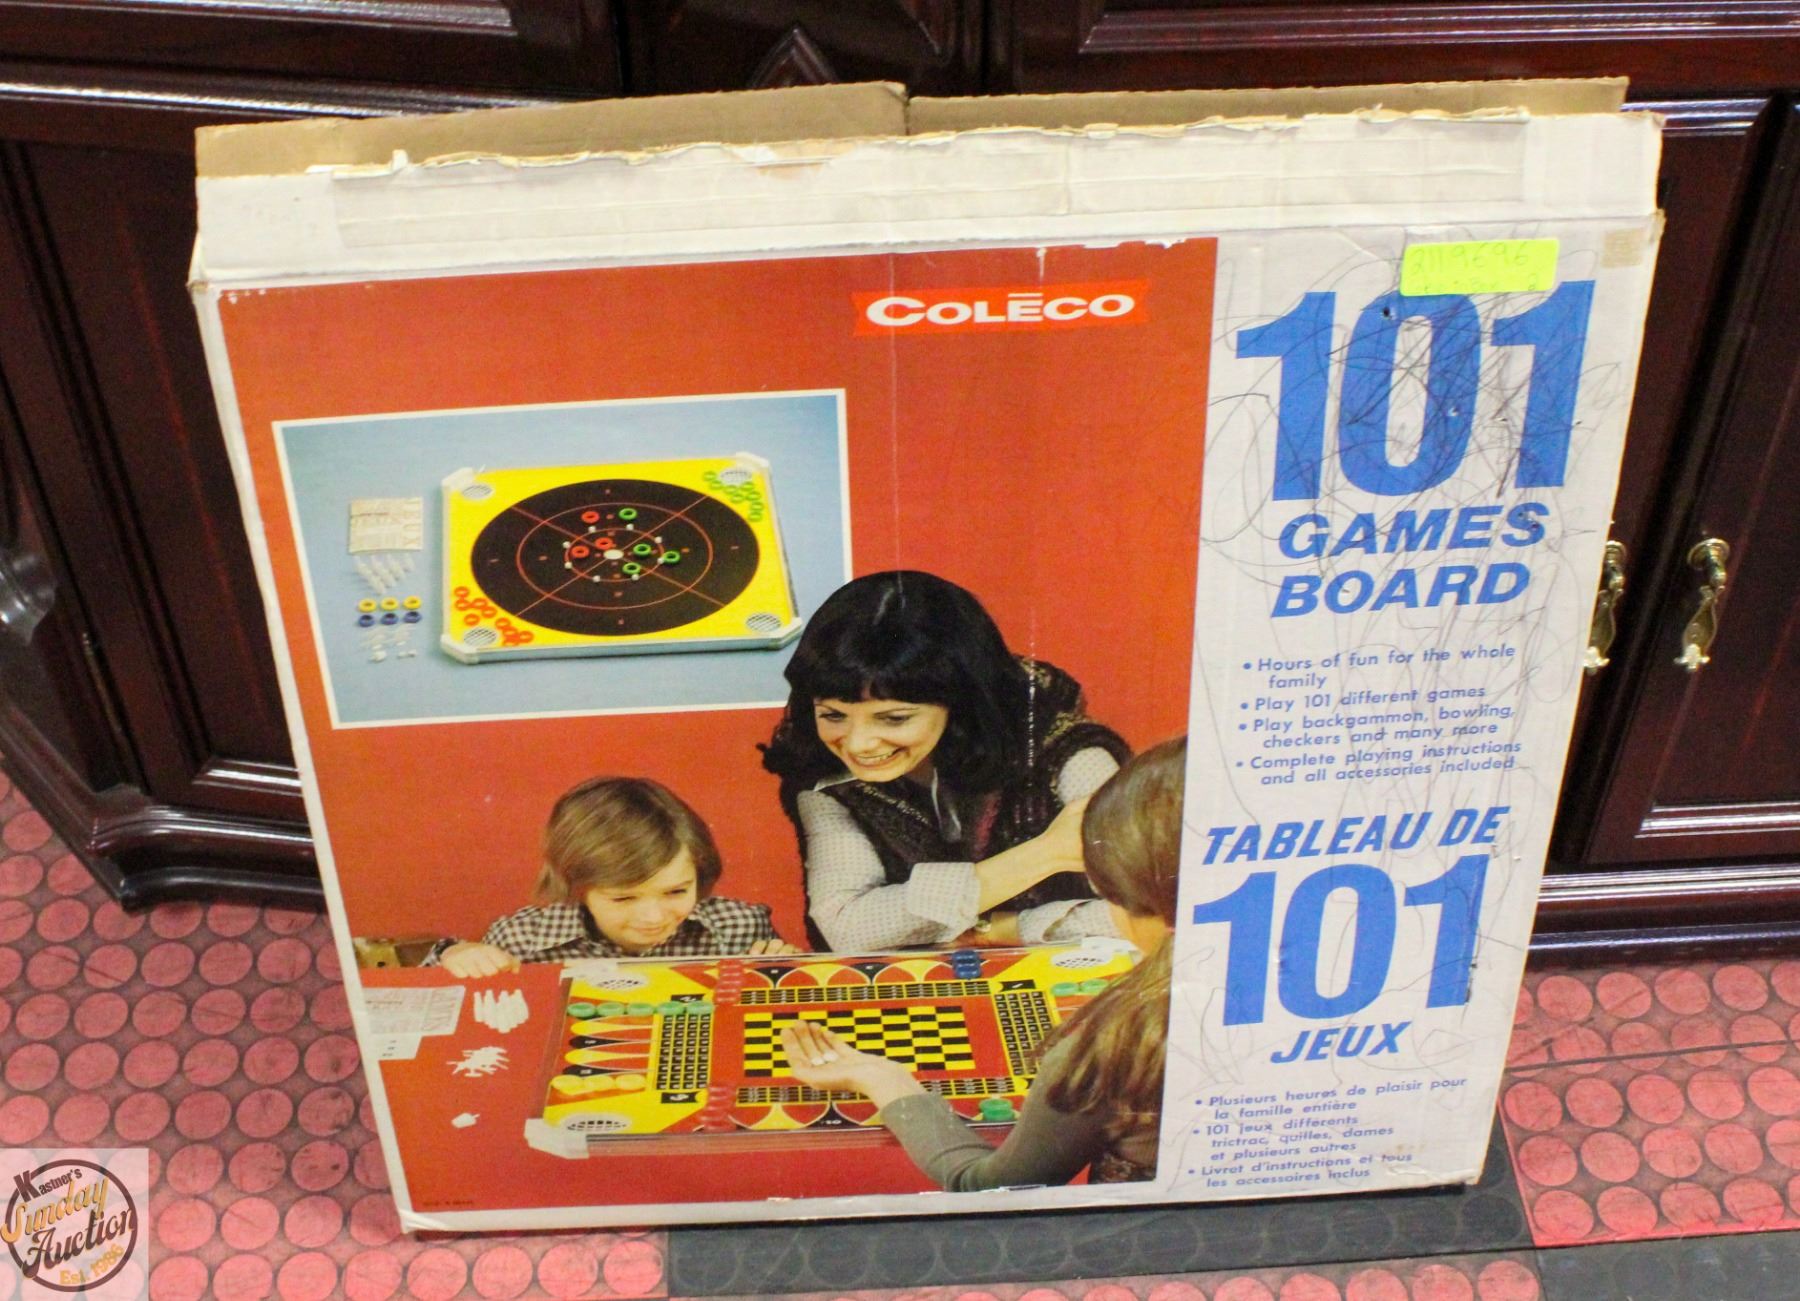 2119696
COLECO
101
GAMES
BOARD
• Hours of fun for the whole
family
• Play 101 different games
• Play backgammon, bowling,
checkers and many more
• Complete playing instructions
and all accessories included
TABLEAU DE
101
JEUX
• Plusieurs heures de plaisir pour
la famille entière
• 101 jeux différents
trictrac, quilles, dames
et plusieurs autres
• Livret d'instructions et tous
les accessoires inclus
Kastner's
Sunday
Auction
Est. 1986